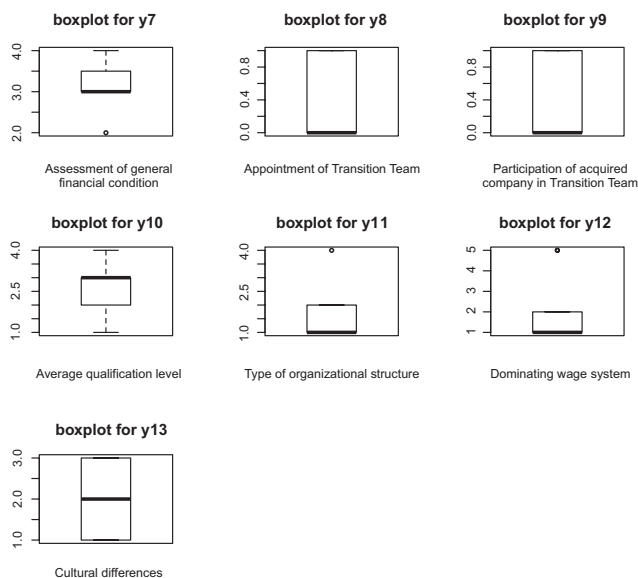 boxplot for y7
4.0
3.0
2.0
Assessment of general
financial condition
boxplot for y8
0.8
0.4
0.0
Appointment of Transition Team
boxplot for y9
0.8
0.4
0.0
Participation of acquired
company in Transition Team
boxplot for y10
4.0
2.5
1.0
Average qualification level
boxplot for y11
4.0
2.5
1.0
Type of organizational structure
boxplot for y12
5
4
3
2
1
Dominating wage system
boxplot for y13
3.0
2.0
1.0
Cultural differences